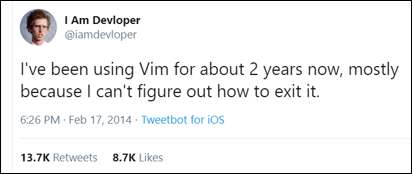 I Am Devloper
@iamdevloper
I've been using Vim for about 2 years now, mostly
because I can't figure out how to exit it.
6:26 PM · Feb 17, 2014 · Tweetbot for iOS
13.7K Retweets 8.7K Likes